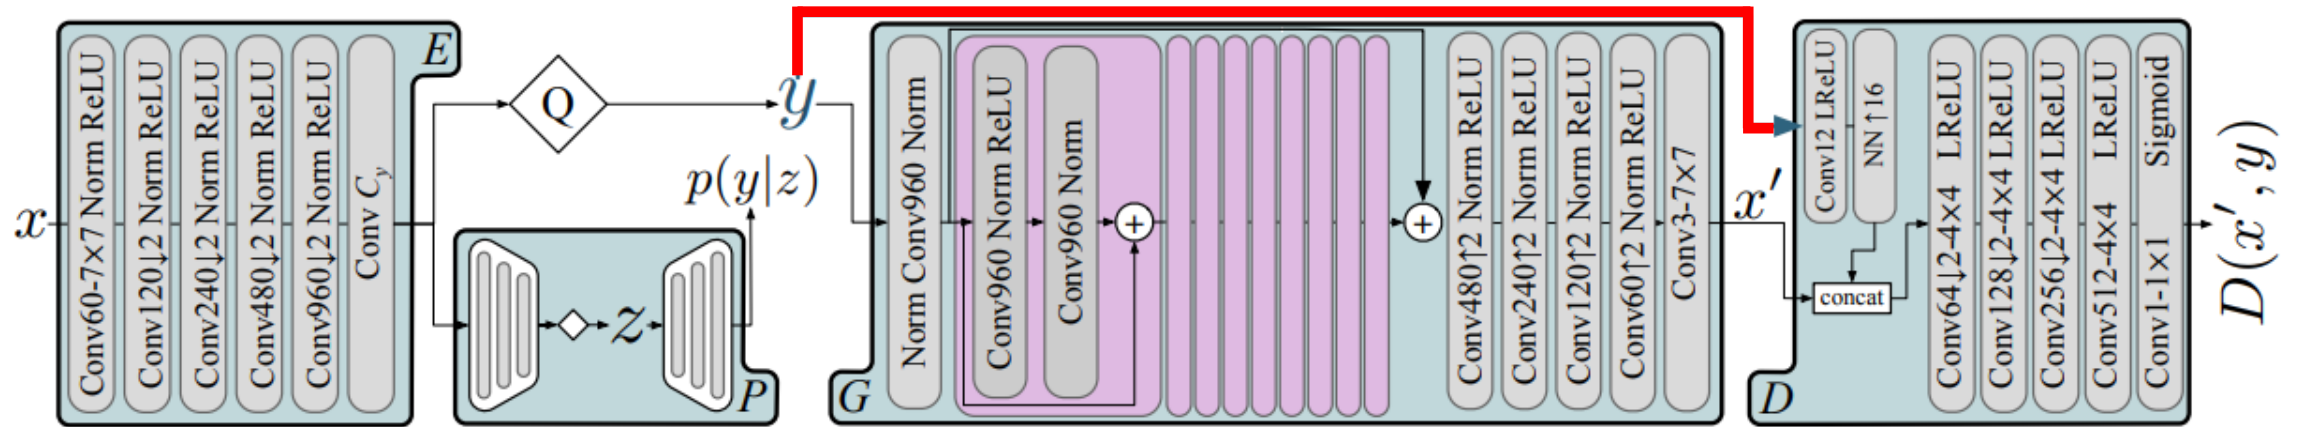 x
Conv60-7×7 Norm ReLU
Conv120↓2 Norm ReLU
Conv240↓2 Norm ReLU
Conv480↓2 Norm ReLU
Conv960↓2 Norm ReLU
Conv C_y
E
Q
y
p(y|z)
z
P
G
Norm Conv960 Norm
Conv960 Norm ReLU
Conv960 Norm
+
+
Conv480↑2 Norm ReLU
Conv240↑2 Norm ReLU
Conv120↑2 Norm ReLU
Conv60↑2 Norm ReLU
Conv3-7×7
x′
Conv12 LReLU
NN↑16
concat
D
Conv64↓2-4×4 LReLU
Conv128↓2-4×4 LReLU
Conv256↓2-4×4 LReLU
Conv512-4×4 LReLU
Conv1-1×1 Sigmoid
D(x′, y)